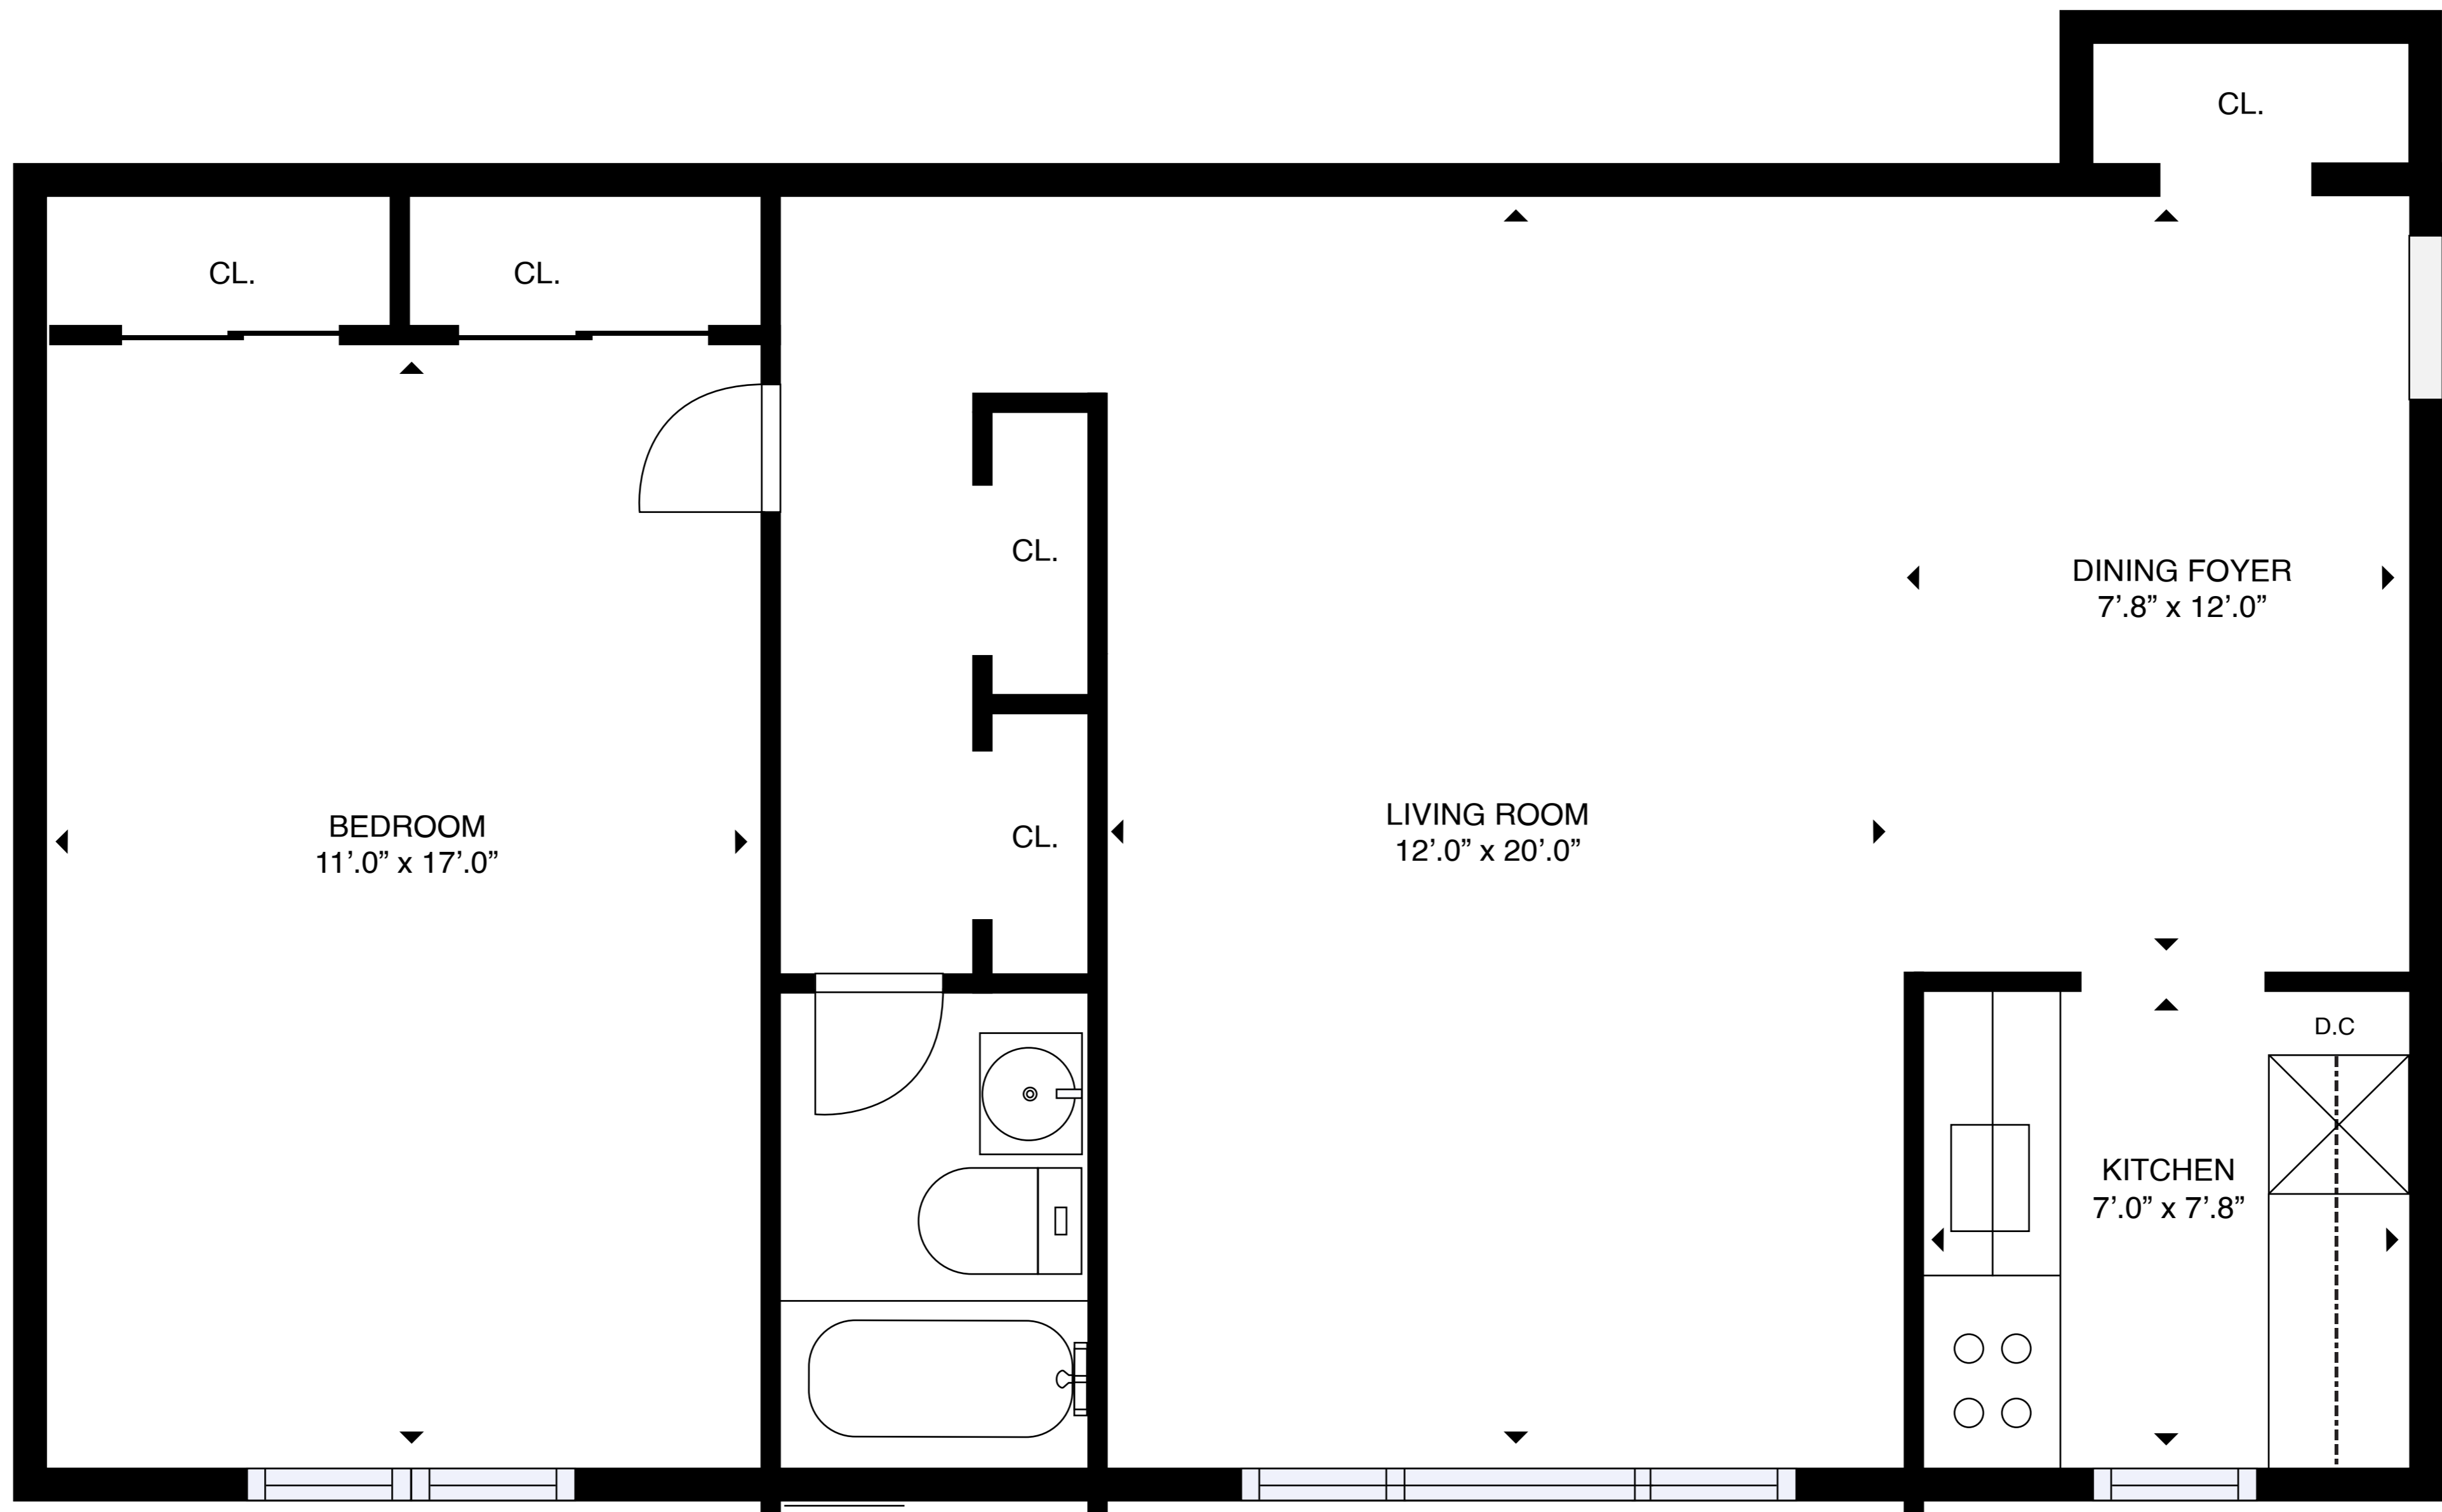 CL.
CL.
CL.
CL.
DINING FOYER
7’.8” x 12’.0”
LIVING ROOM
12’.0” x 20’.0”
BEDROOM
11’.0” x 17’.0”
CL.
D.C
KITCHEN
7’.0” x 7’.8”